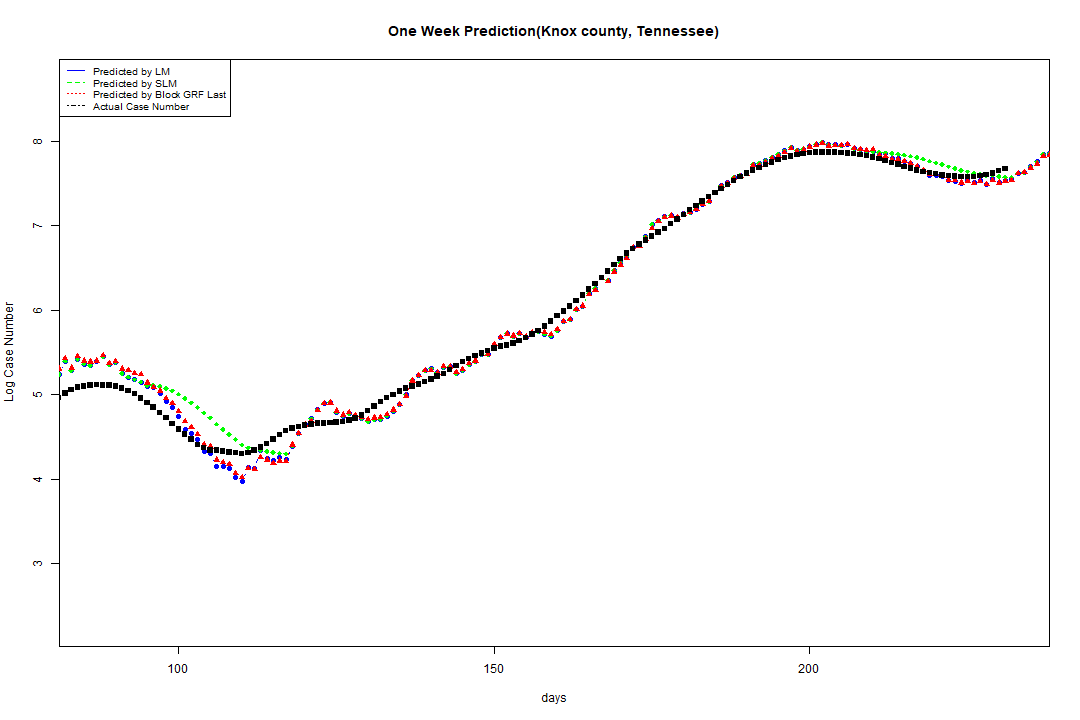 One Week Prediction(Knox county, Tennessee)
Predicted by LM
Predicted by SLM
Predicted by Block GRF Last
Actual Case Number
8
7
6
5
4
3
Log Case Number
100 150 200
days